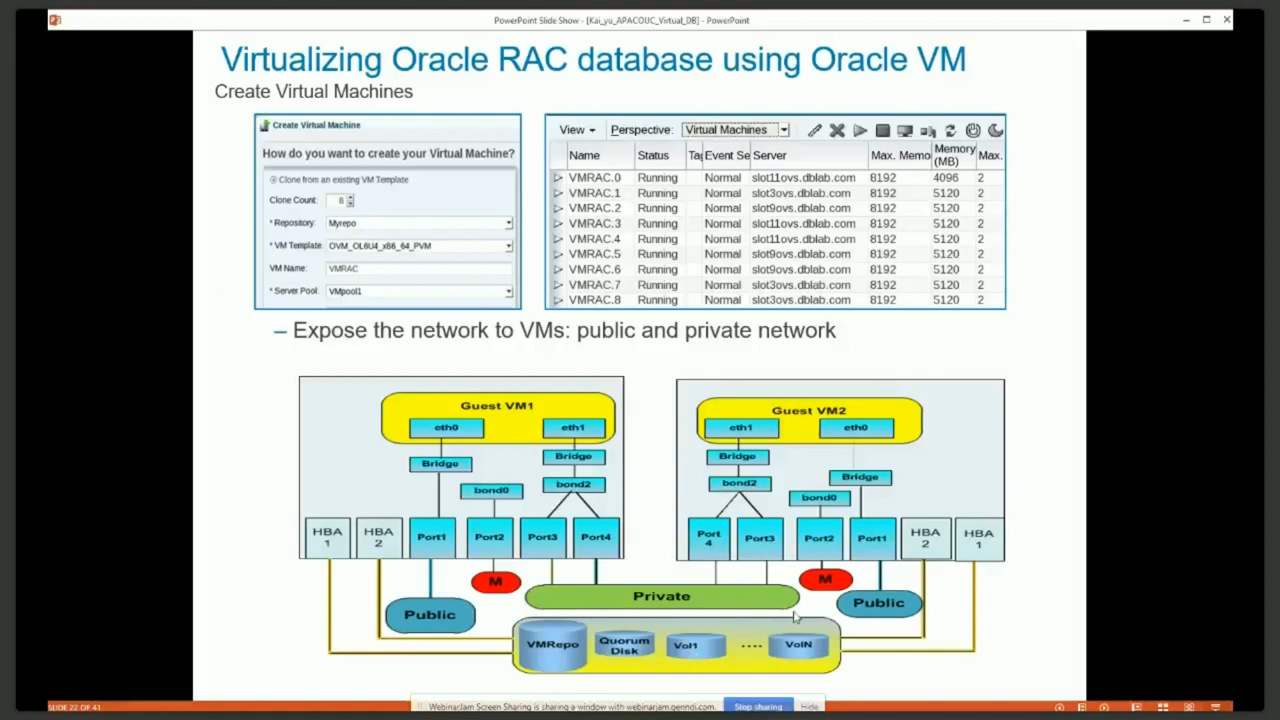 PowerPoint Slide Show - [Kai_yu_APACOUC_Virtual_DB] - PowerPoint
Virtualizing Oracle RAC database using Oracle VM
Create Virtual Machines
Create Virtual Machine
How do you want to create your Virtual Machine?
Clone from an existing VM Template
Clone Count: 8
* Repository: Myrepo
* VM Template: OVM_OL6U4_x86_64_PVM
VM Name: VMRAC
* Server Pool: VMpool1
View Perspective: Virtual Machines
Name Status Tag Event Se Server Max. Memo Memory (MB) Max.
VMRAC.0 Running Normal slot11ovs.dblab.com 8192 4096 2
VMRAC.1 Running Normal slot3ovs.dblab.com 8192 5120 2
VMRAC.2 Running Normal slot9ovs.dblab.com 8192 5120 2
VMRAC.3 Running Normal slot11ovs.dblab.com 8192 5120 2
VMRAC.4 Running Normal slot11ovs.dblab.com 8192 5120 2
VMRAC.5 Running Normal slot9ovs.dblab.com 8192 5120 2
VMRAC.6 Running Normal slot9ovs.dblab.com 8192 5120 2
VMRAC.7 Running Normal slot3ovs.dblab.com 8192 5120 2
VMRAC.8 Running Normal slot3ovs.dblab.com 8192 5120 2
– Expose the network to VMs: public and private network
Guest VM1
eth0 eth1
Bridge Bridge
bond0 bond2
HBA 1 HBA 2 Port1 Port2 Port3 Port4
M
Public
Guest VM2
eth1 eth0
Bridge Bridge
bond2 bond0
Port 4 Port3 Port2 Port1 HBA 2 HBA 1
M
Public
Private
VMRepo Quorum Disk Vol1 .... VolN
SLIDE 22 OF 41
WebinarJam Screen Sharing is sharing a window with webinarjam.genndi.com. Stop sharing Hide